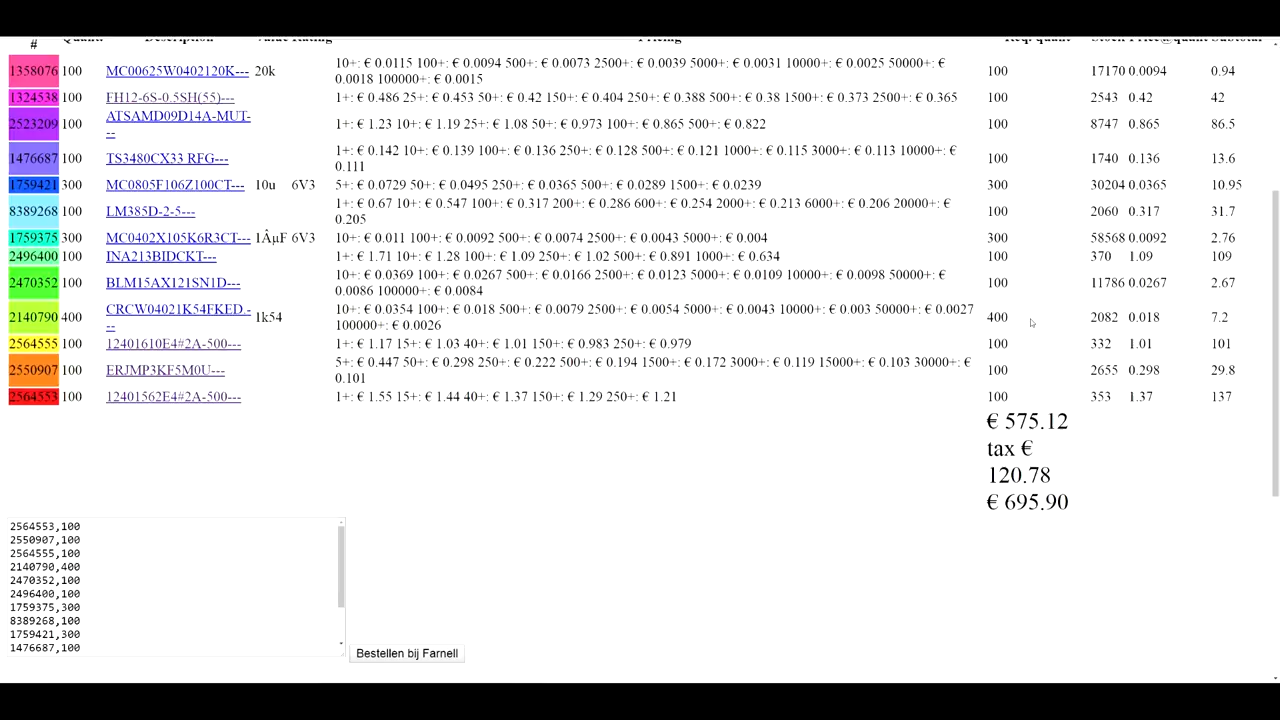 #
1358076 100 MC00625W0402120K--- 20k 10+: € 0.0115 100+: € 0.0094 500+: € 0.0073 2500+: € 0.0039 5000+: € 0.0031 10000+: € 0.0025 50000+: € 100 17170 0.0094 0.94
0.0018 100000+: € 0.0015
1324538 100 FH12-6S-0.5SH(55)--- 1+: € 0.486 25+: € 0.453 50+: € 0.42 150+: € 0.404 250+: € 0.388 500+: € 0.38 1500+: € 0.373 2500+: € 0.365 100 2543 0.42 42
2523209 100 ATSAMD09D14A-MUT- 1+: € 1.23 10+: € 1.19 25+: € 1.08 50+: € 0.973 100+: € 0.865 500+: € 0.822 100 8747 0.865 86.5
--
1476687 100 TS3480CX33 RFG--- 1+: € 0.142 10+: € 0.139 100+: € 0.136 250+: € 0.128 500+: € 0.121 1000+: € 0.115 3000+: € 0.113 10000+: € 100 1740 0.136 13.6
0.111
1759421 300 MC0805F106Z100CT--- 10u 6V3 5+: € 0.0729 50+: € 0.0495 250+: € 0.0365 500+: € 0.0289 1500+: € 0.0239 300 30204 0.0365 10.95
8389268 100 LM385D-2-5--- 1+: € 0.67 10+: € 0.547 100+: € 0.317 200+: € 0.286 600+: € 0.254 2000+: € 0.213 6000+: € 0.206 20000+: € 100 2060 0.317 31.7
0.205
1759375 300 MC0402X105K6R3CT--- 1ÂµF 6V3 10+: € 0.011 100+: € 0.0092 500+: € 0.0074 2500+: € 0.0043 5000+: € 0.004 300 58568 0.0092 2.76
2496400 100 INA213BIDCKT--- 1+: € 1.71 10+: € 1.28 100+: € 1.09 250+: € 1.02 500+: € 0.891 1000+: € 0.634 100 370 1.09 109
2470352 100 BLM15AX121SN1D--- 10+: € 0.0369 100+: € 0.0267 500+: € 0.0166 2500+: € 0.0123 5000+: € 0.0109 10000+: € 0.0098 50000+: € 100 11786 0.0267 2.67
0.0086 100000+: € 0.0084
2140790 400 CRCW04021K54FKED.- 1k54 10+: € 0.0354 100+: € 0.018 500+: € 0.0079 2500+: € 0.0054 5000+: € 0.0043 10000+: € 0.003 50000+: € 0.0027 400 2082 0.018 7.2
-- 100000+: € 0.0026
2564555 100 12401610E4#2A-500--- 1+: € 1.17 15+: € 1.03 40+: € 1.01 150+: € 0.983 250+: € 0.979 100 332 1.01 101
2550907 100 ERJMP3KF5M0U--- 5+: € 0.447 50+: € 0.298 250+: € 0.222 500+: € 0.194 1500+: € 0.172 3000+: € 0.119 15000+: € 0.103 30000+: € 100 2655 0.298 29.8
0.101
2564553 100 12401562E4#2A-500--- 1+: € 1.55 15+: € 1.44 40+: € 1.37 150+: € 1.29 250+: € 1.21 100 353 1.37 137
€ 575.12
tax €
120.78
€ 695.90
2564553,100
2550907,100
2564555,100
2140790,400
2470352,100
2496400,100
1759375,300
8389268,100
1759421,300
1476687,100
Bestellen bij Farnell